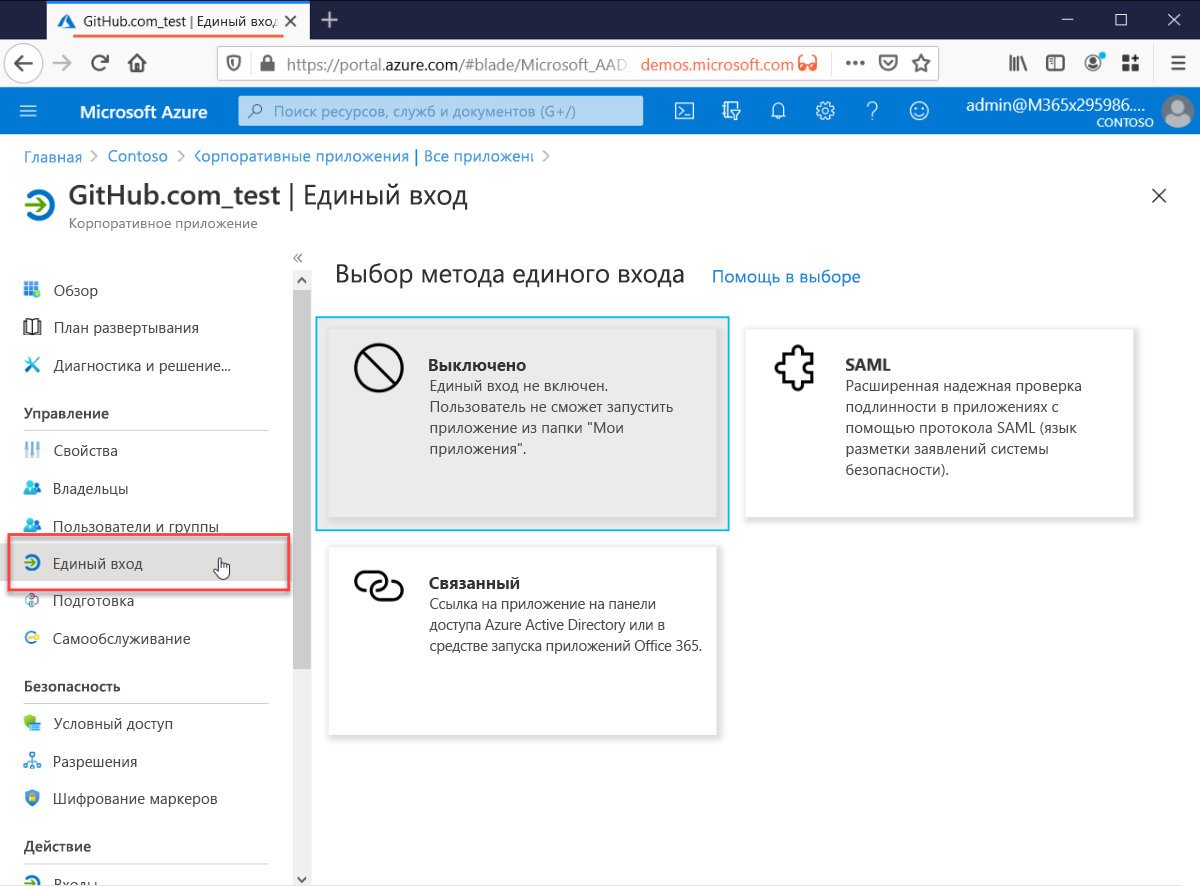 GitHub.com_test | Единый вход
https://portal.azure.com/#blade/Microsoft_AAD_ demos.microsoft.com
Microsoft Azure
Поиск ресурсов, служб и документов (G+/)
admin@M365x295986....
CONTOSO
Главная > Contoso > Корпоративные приложения | Все приложени >
GitHub.com_test | Единый вход
Корпоративное приложение
«
Обзор
План развертывания
Диагностика и решение...
Управление
Свойства
Владельцы
Пользователи и группы
Единый вход
Подготовка
Самообслуживание
Безопасность
Условный доступ
Разрешения
Шифрование маркеров
Действие
Входы
Выбор метода единого входа
Помощь в выборе
Выключено
Единый вход не включен.
Пользователь не сможет запустить
приложение из папки "Мои
приложения".
SAML
Расширенная надежная проверка
подлинности в приложениях с
помощью протокола SAML (язык
разметки заявлений системы
безопасности).
Связанный
Ссылка на приложение на панели
доступа Azure Active Directory или в
средстве запуска приложений Office 365.